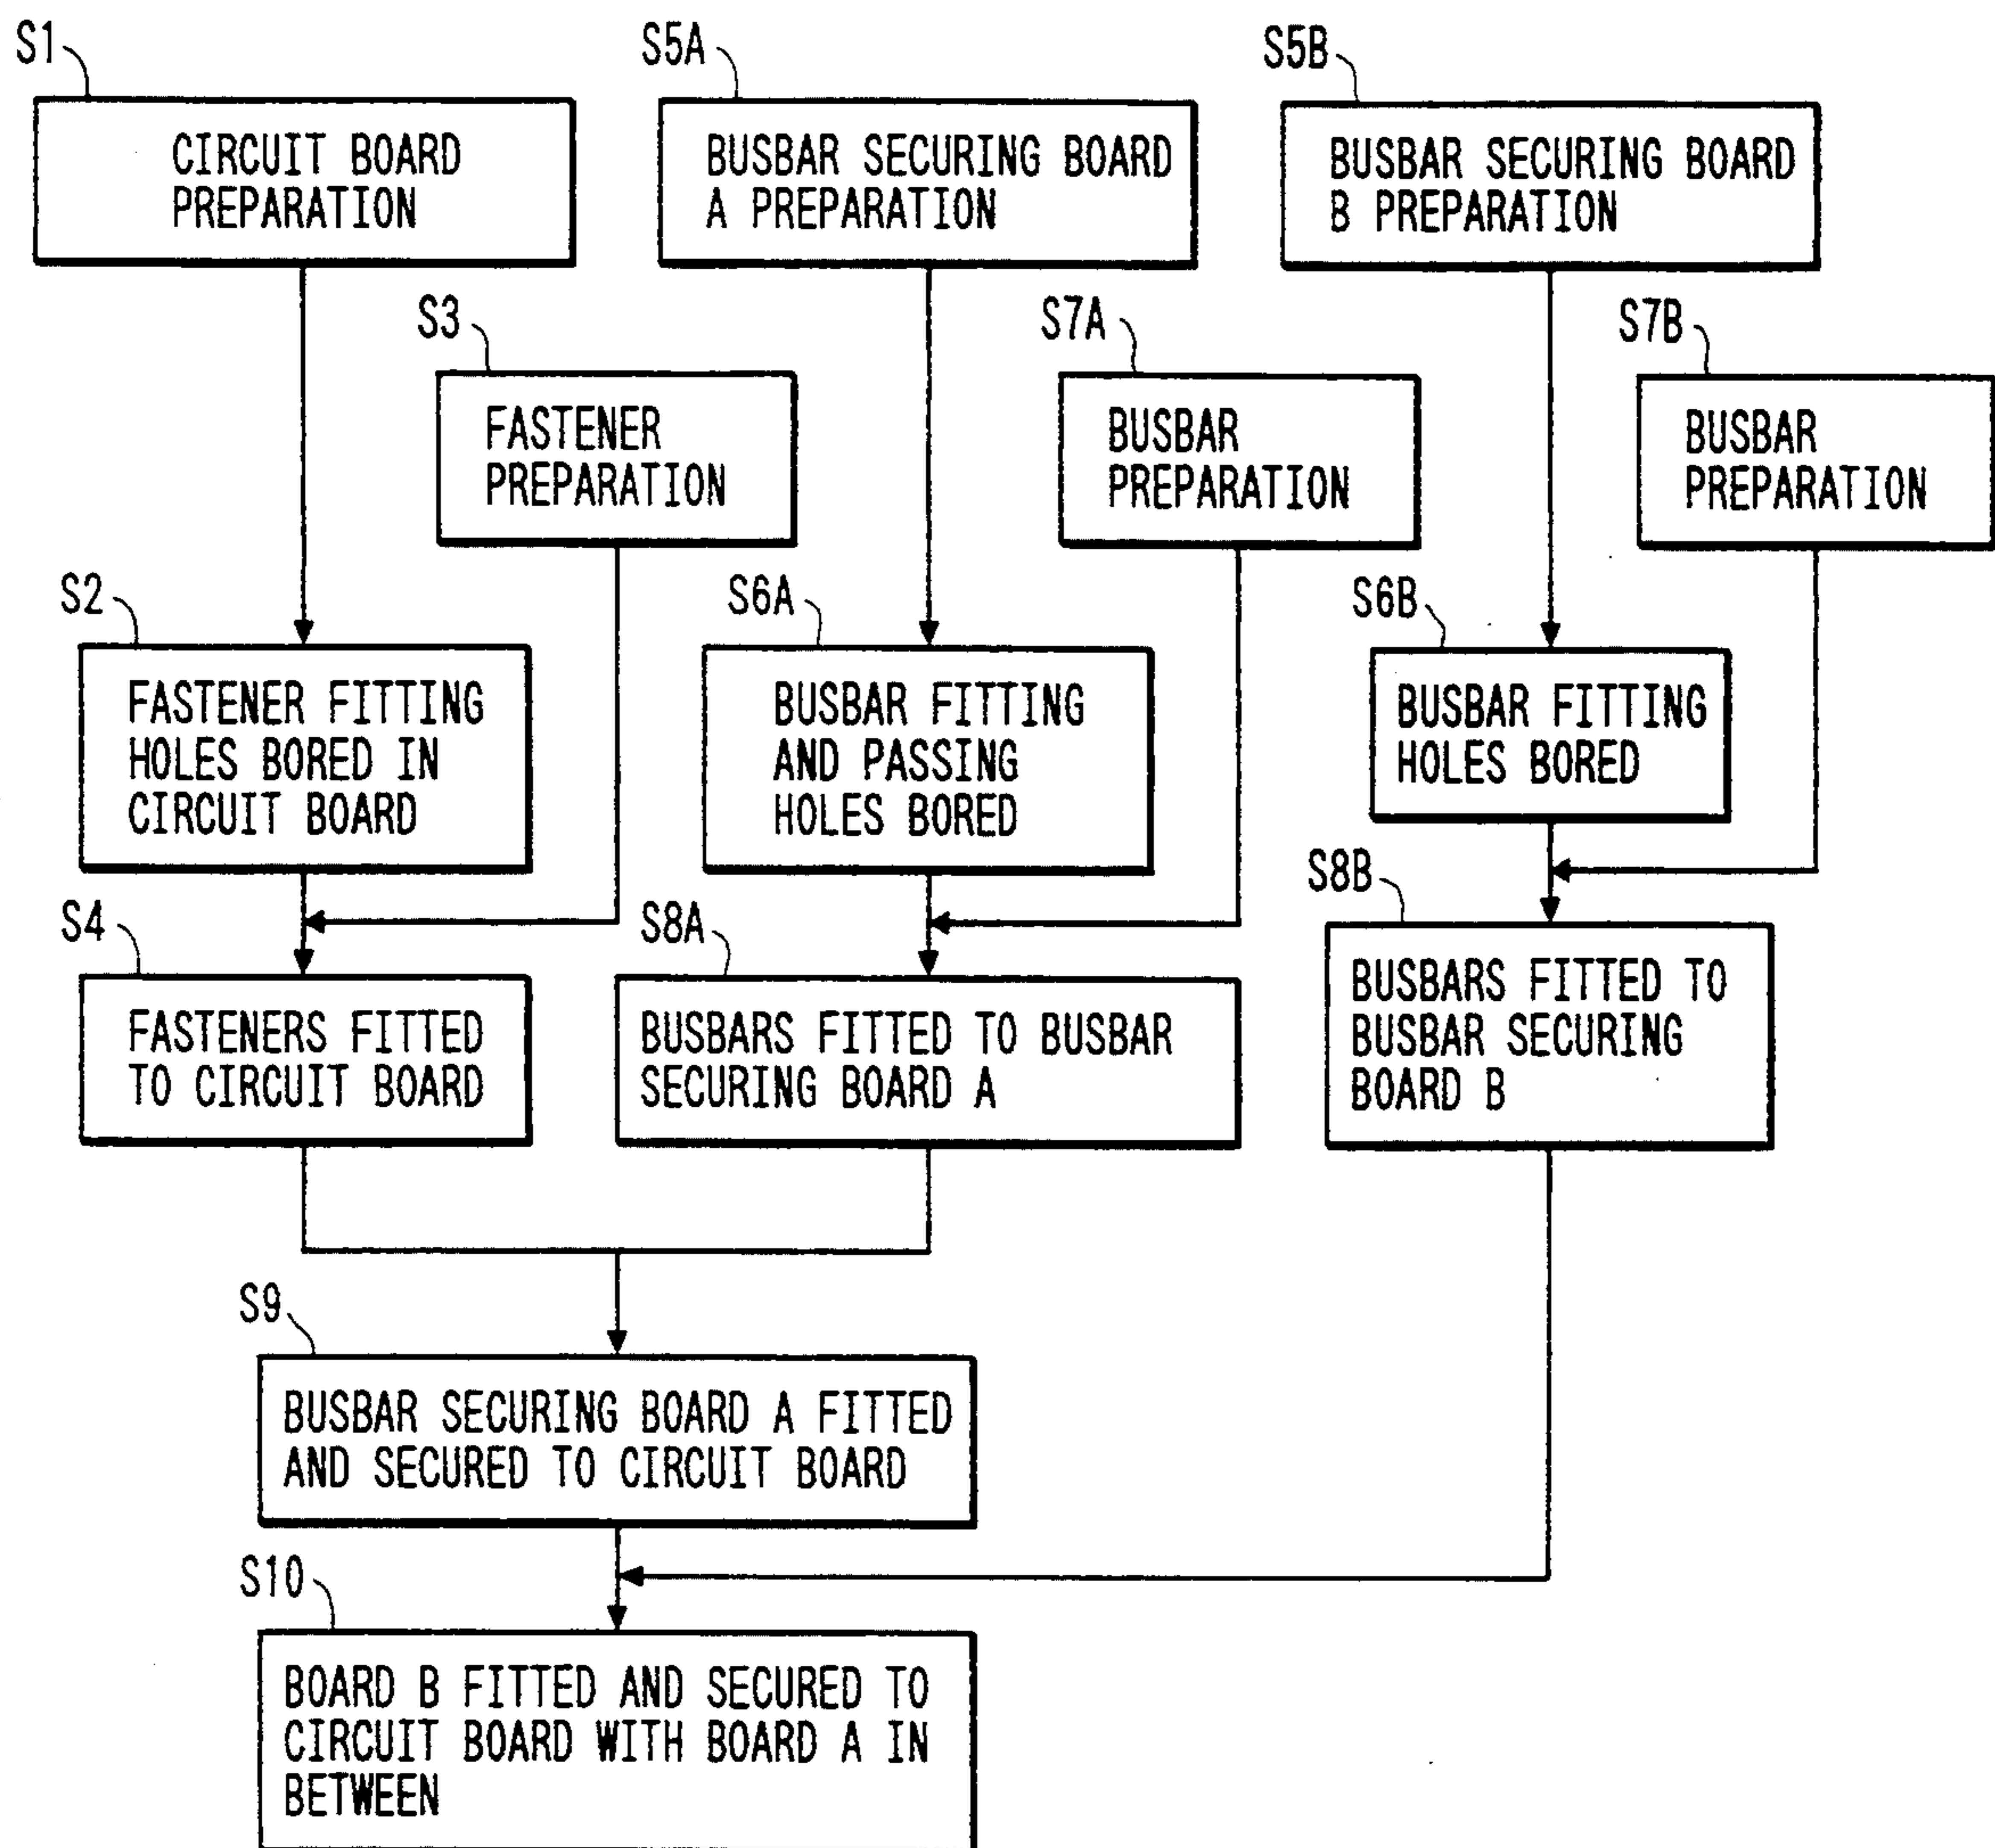 S1
CIRCUIT BOARD
PREPARATION
S5A
BUSBAR SECURING BOARD
A PREPARATION
S5B
BUSBAR SECURING BOARD
B PREPARATION
S3
FASTENER
PREPARATION
S7A
BUSBAR
PREPARATION
S7B
BUSBAR
PREPARATION
S2
FASTENER FITTING
HOLES BORED IN
CIRCUIT BOARD
S6A
BUSBAR FITTING
AND PASSING
HOLES BORED
S6B
BUSBAR FITTING
HOLES BORED
S4
FASTENERS FITTED
TO CIRCUIT BOARD
S8A
BUSBARS FITTED TO BUSBAR
SECURING BOARD A
S8B
BUSBARS FITTED TO
BUSBAR SECURING
BOARD B
S9
BUSBAR SECURING BOARD A FITTED
AND SECURED TO CIRCUIT BOARD
S10
BOARD B FITTED AND SECURED TO
CIRCUIT BOARD WITH BOARD A IN
BETWEEN